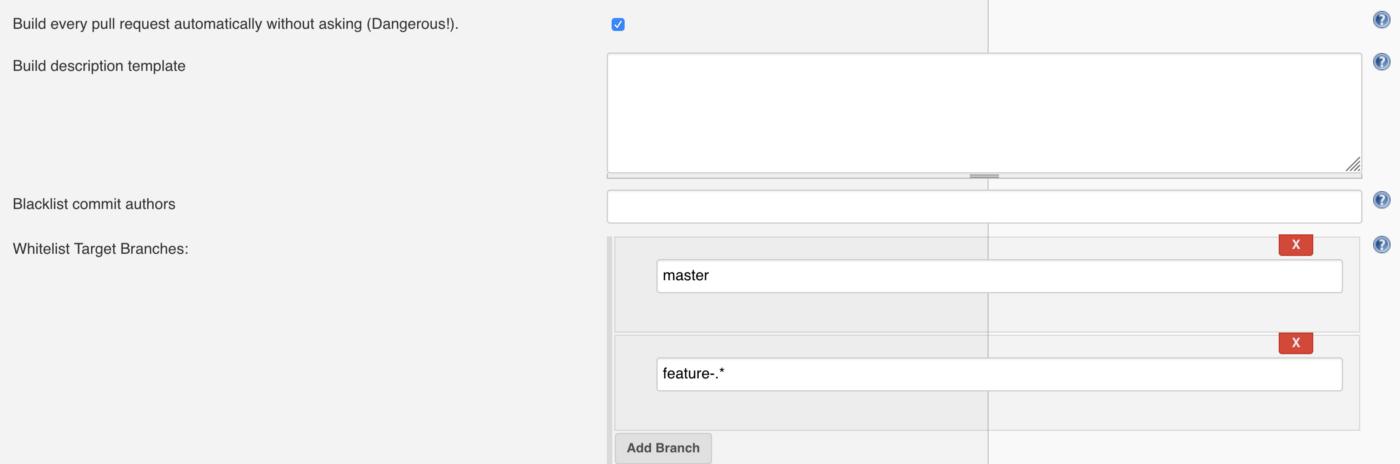 Build every pull request automatically without asking (Dangerous!).
Build description template
Blacklist commit authors
Whitelist Target Branches:
X
master
X
feature-.*
Add Branch